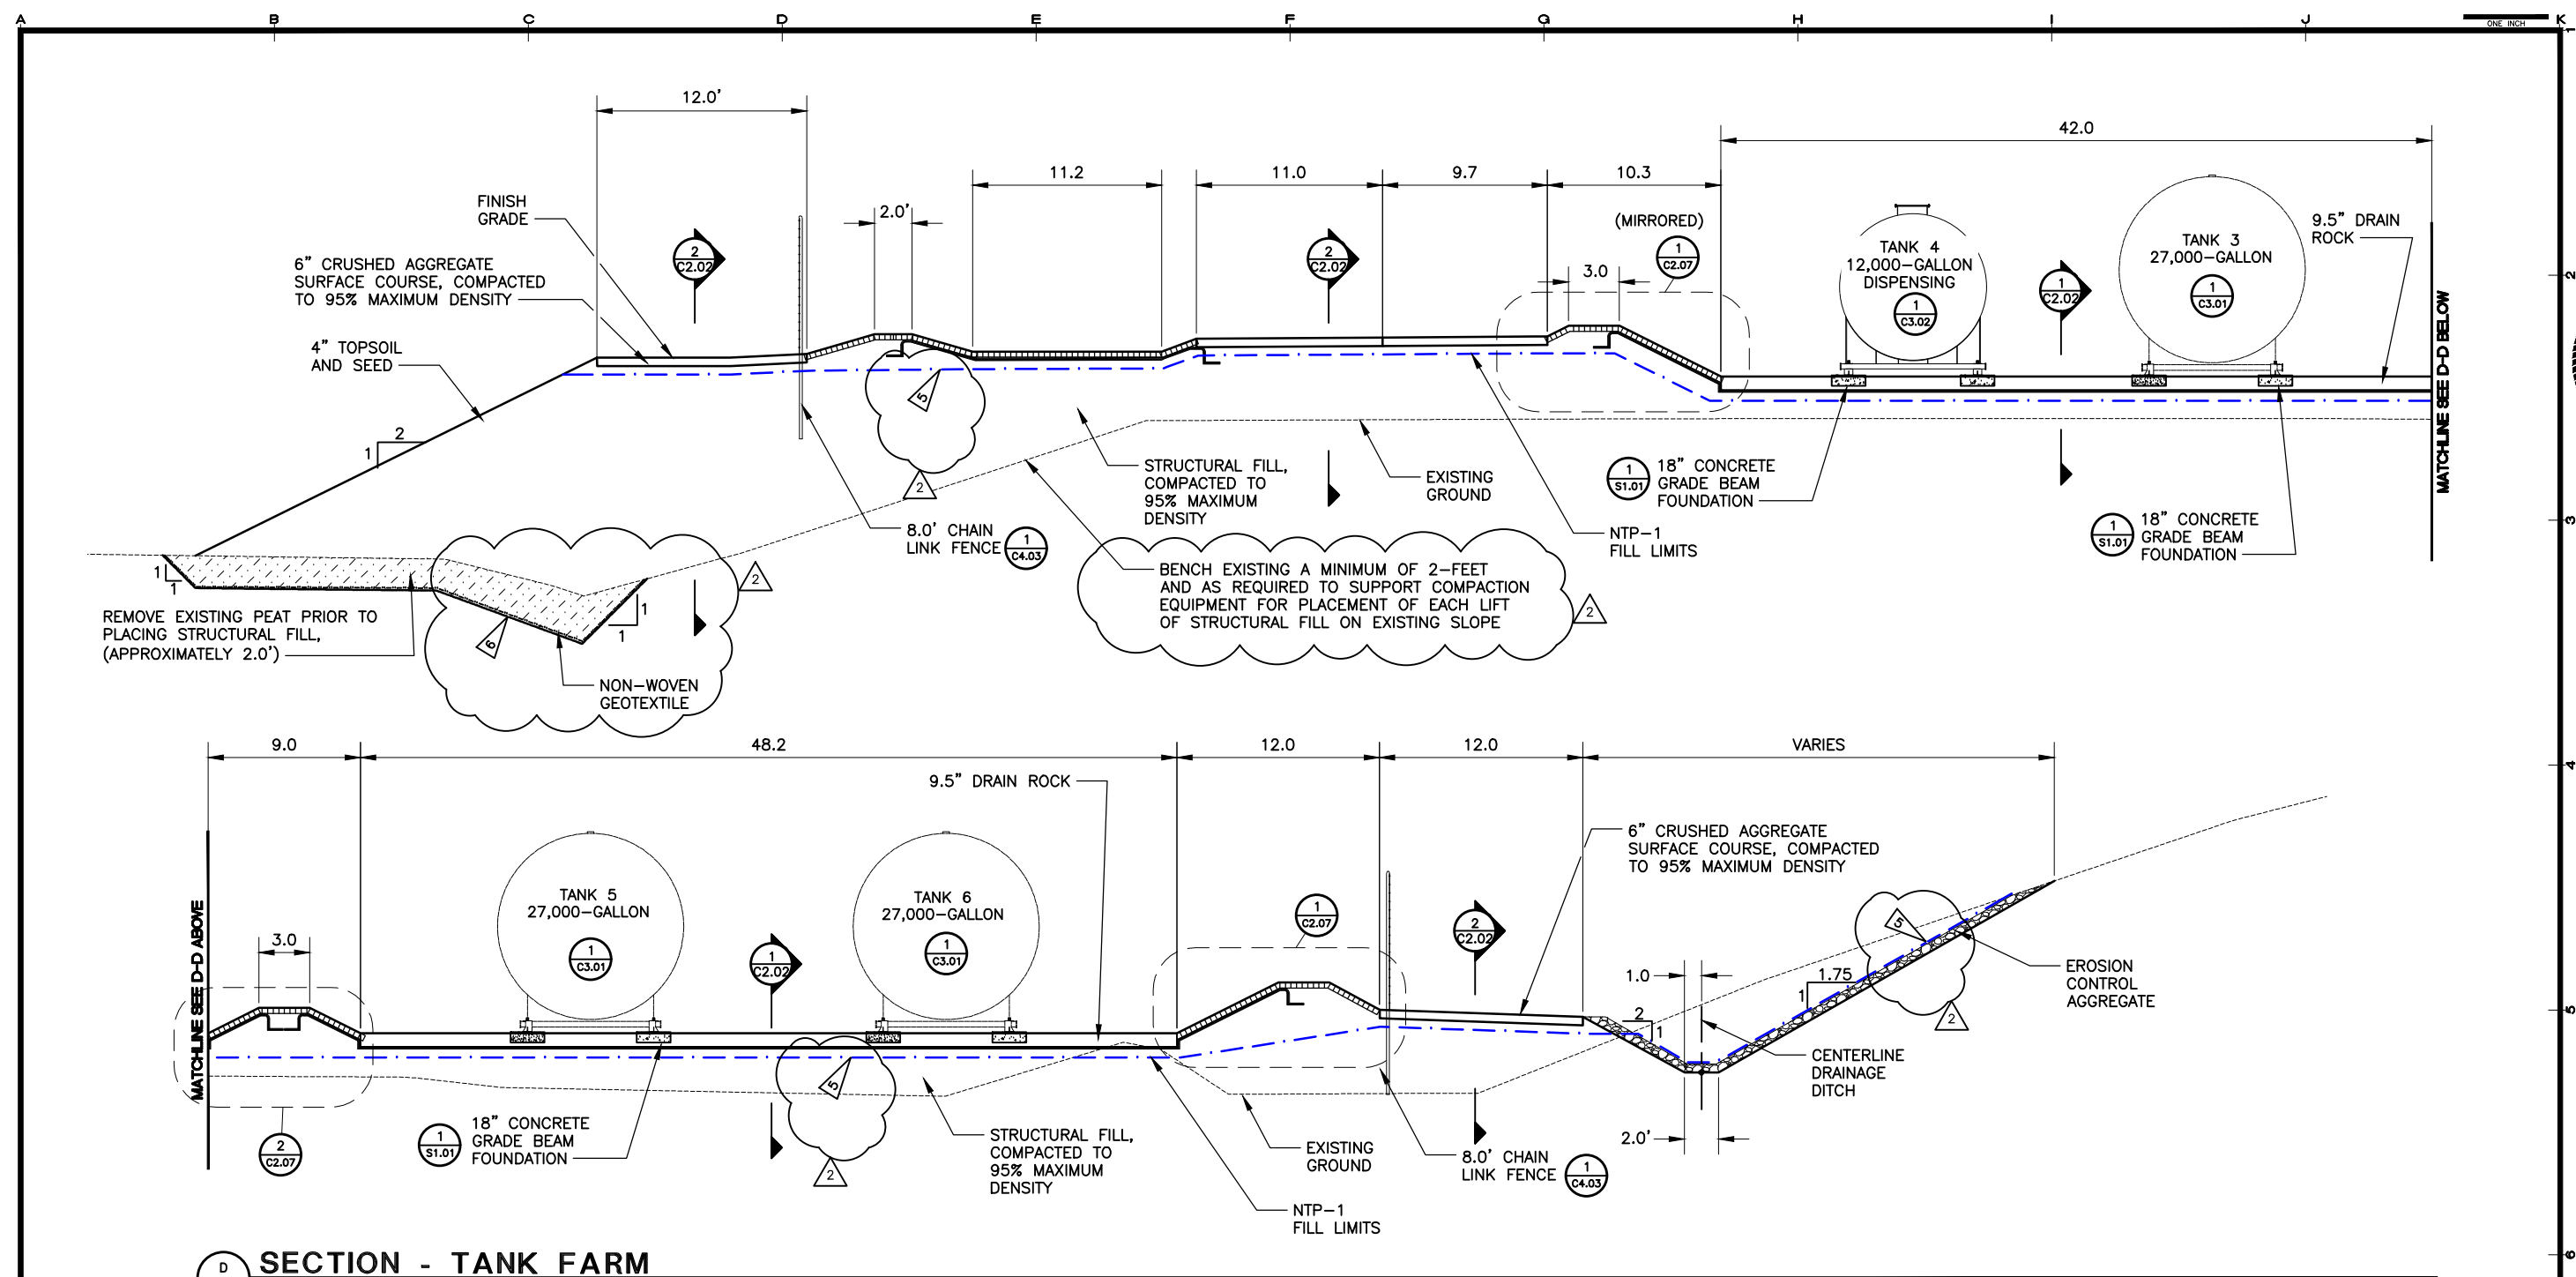 A B C D E F G H I J K
ONE INCH
1
2
3
4
5
6
12.0'
42.0
11.2
11.0
9.7
10.3
2.0'
3.0
(MIRRORED)
1
C2.07
FINISH
GRADE
6" CRUSHED AGGREGATE
SURFACE COURSE, COMPACTED
TO 95% MAXIMUM DENSITY
4" TOPSOIL
AND SEED
2
1
2
C2.02
2
C2.02
TANK 4
12,000-GALLON
DISPENSING
1
C3.02
1
C2.02
TANK 3
27,000-GALLON
1
C3.01
9.5" DRAIN
ROCK
MATCHLINE SEE D-D BELOW
5
2
STRUCTURAL FILL,
COMPACTED TO
95% MAXIMUM
DENSITY
EXISTING
GROUND
1
S1.01
18" CONCRETE
GRADE BEAM
FOUNDATION
1
S1.01
18" CONCRETE
GRADE BEAM
FOUNDATION
8.0' CHAIN
LINK FENCE
1
C4.03
NTP-1
FILL LIMITS
BENCH EXISTING A MINIMUM OF 2-FEET
AND AS REQUIRED TO SUPPORT COMPACTION
EQUIPMENT FOR PLACEMENT OF EACH LIFT
OF STRUCTURAL FILL ON EXISTING SLOPE
2
1
1
REMOVE EXISTING PEAT PRIOR TO
PLACING STRUCTURAL FILL,
(APPROXIMATELY 2.0')
6
1
1
2
NON-WOVEN
GEOTEXTILE
9.0
48.2
12.0
12.0
VARIES
9.5" DRAIN ROCK
6" CRUSHED AGGREGATE
SURFACE COURSE, COMPACTED
TO 95% MAXIMUM DENSITY
MATCHLINE SEE D-D ABOVE
3.0
TANK 5
27,000-GALLON
1
C3.01
1
C2.02
TANK 6
27,000-GALLON
1
C3.01
1
C2.07
2
C2.02
1.0
2
1
1.75
1
5
2
EROSION
CONTROL
AGGREGATE
CENTERLINE
DRAINAGE
DITCH
2.0'
2
C2.07
1
S1.01
18" CONCRETE
GRADE BEAM
FOUNDATION
5
2
STRUCTURAL FILL,
COMPACTED TO
95% MAXIMUM
DENSITY
EXISTING
GROUND
8.0' CHAIN
LINK FENCE
1
C4.03
NTP-1
FILL LIMITS
D
SECTION - TANK FARM